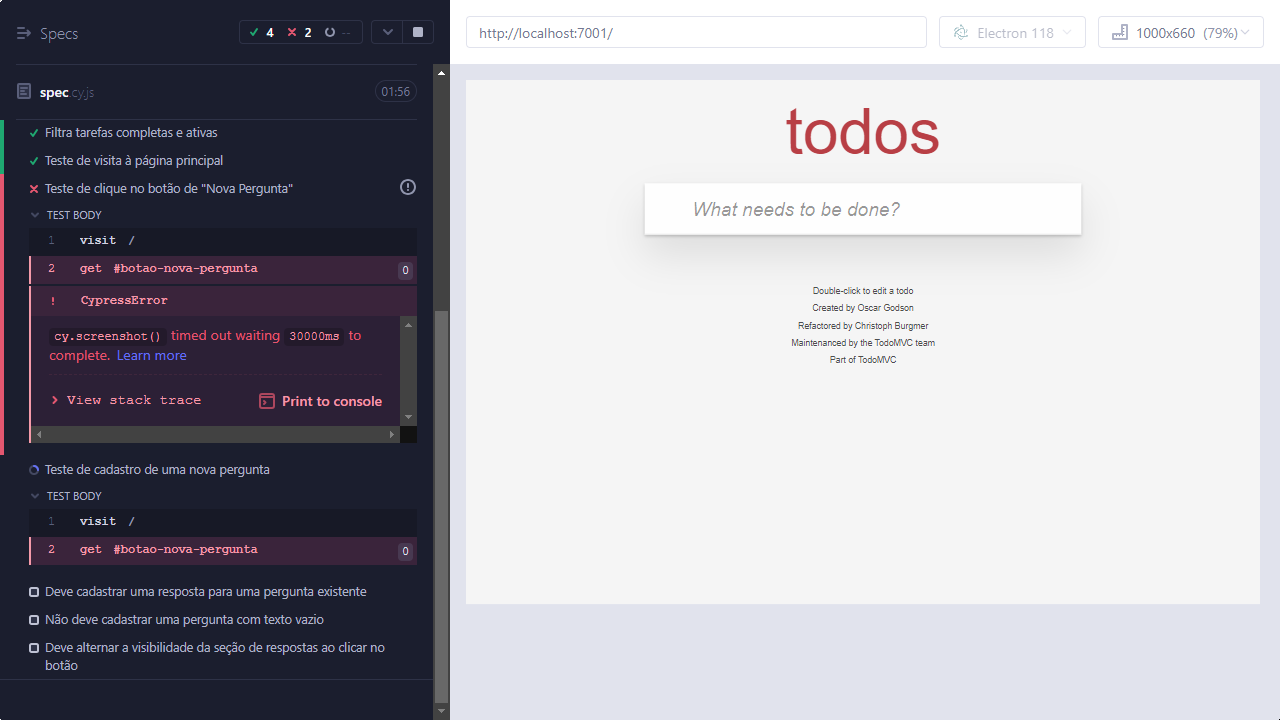 Specs
4 2 --
spec.cy.js
01:56
Filtra tarefas completas e ativas
Teste de visita à página principal
Teste de clique no botão de "Nova Pergunta"
TEST BODY
1 visit /
2 get #botao-nova-pergunta 0
! CypressError
cy.screenshot() timed out waiting 30000ms to
complete. Learn more
> View stack trace
Print to console
Teste de cadastro de uma nova pergunta
TEST BODY
1 visit /
2 get #botao-nova-pergunta 0
Deve cadastrar uma resposta para uma pergunta existente
Não deve cadastrar uma pergunta com texto vazio
Deve alternar a visibilidade da seção de respostas ao clicar no
botão
http://localhost:7001/
Electron 118
1000x660 (79%)
todos
What needs to be done?
Double-click to edit a todo
Created by Oscar Godson
Refactored by Christoph Burgmer
Maintenanced by the TodoMVC team
Part of TodoMVC